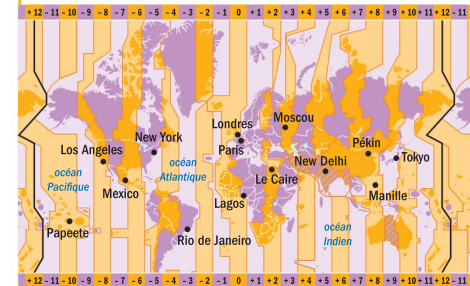 + 12 - 11 - 10 - 9 - 8 - 7 - 6 - 5 - 4 - 3 - 2 - 1 0 + 1 + 2 + 3 + 4 + 5 + 6 + 7 + 8 + 9 + 10 + 11 + 12 - 11
Londres
Moscou
New York
Paris
Pékin
Los Angeles
océan
Atlantique
New Delhi
Tokyo
océan
Pacifique
Le Caire
Mexico
Manille
Lagos
Papeete
Rio de Janeiro
océan
Indien
+ 12 - 11 - 10 - 9 - 8 - 7 - 6 - 5 - 4 - 3 - 2 - 1 0 + 1 + 2 + 3 + 4 + 5 + 6 + 7 + 8 + 9 + 10 + 11 + 12 - 11